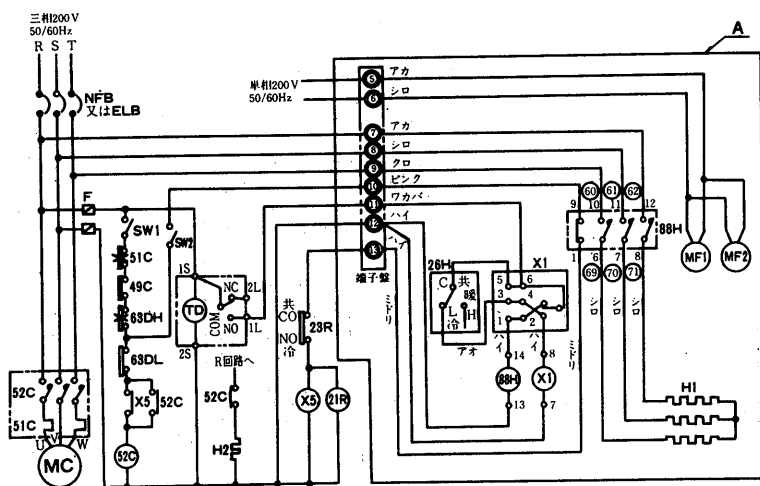 三相200V
50/60Hz
R S T
NFB
又はELB
A
単相200V
50/60Hz
5 アカ
6 シロ
7 アカ
8 シロ
9 クロ
10 ピンク
11 ワカバ
12 ハイ
ハイ
13
端子盤
ミドリ
F
SW1
SW2
51C
49C
63DH
63DL
X5
52C
52C
52C
51C
U V W
MC
1S
NC
2L
TD
COM
NO
1L
2S
R回路へ
52C
H2
共
CO
23R
NO
冷
X5
21R
26H
C 共
暖
L H
冷
アオ
X1
5 6
3 4
1 2
ハイ
ハイ
ミドリ
14
8
88H
X1
13
7
60 61 62
9 10 11 12
88H
1 6 7 8
69 70 71
シロ
シロ
シロ
MF1
MF2
H1